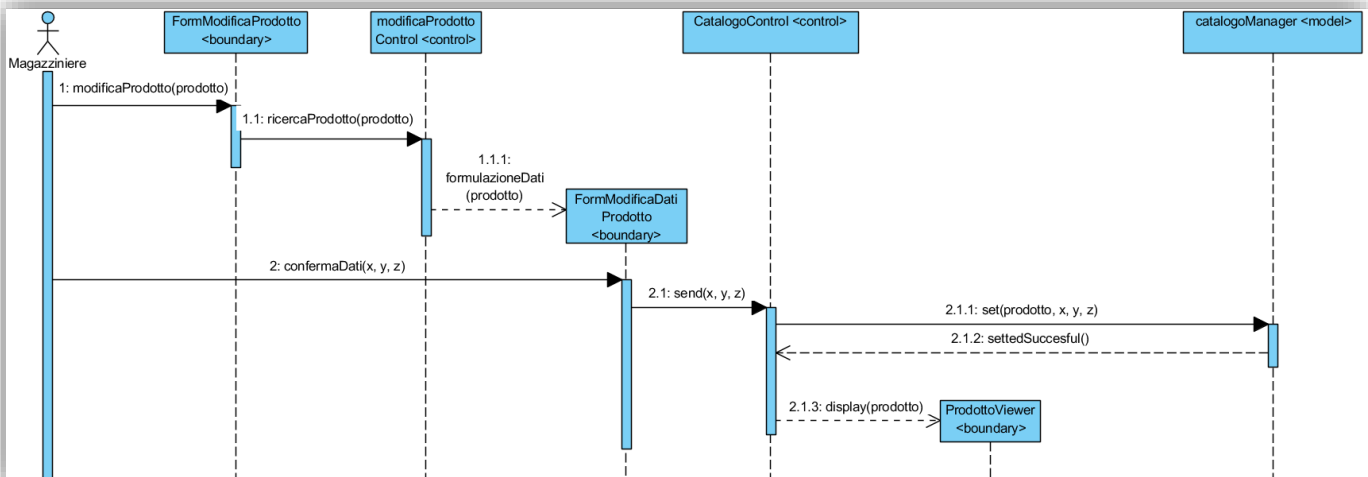 FormModificaProdotto
<boundary>
modificaProdotto
Control <control>
CatalogoControl <control>
catalogoManager <model>
Magazziniere
1: modificaProdotto(prodotto)
1.1: ricercaProdotto(prodotto)
1.1.1:
formulazioneDati
(prodotto)
FormModificaDati
Prodotto
<boundary>
2: confermaDati(x, y, z)
2.1: send(x, y, z)
2.1.1: set(prodotto, x, y, z)
2.1.2: settedSuccesful()
2.1.3: display(prodotto)
ProdottoViewer
<boundary>